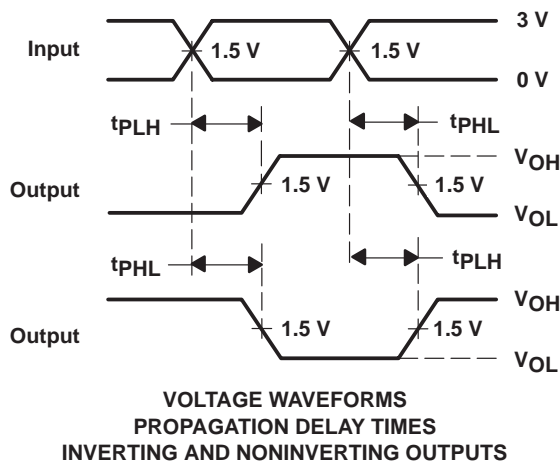 3 V
Input
1.5 V
1.5 V
0 V
tPLH
tPHL
VOH
Output
1.5 V
1.5 V
VOL
tPHL
tPLH
VOH
Output
1.5 V
1.5 V
VOL
VOLTAGE WAVEFORMS
PROPAGATION DELAY TIMES
INVERTING AND NONINVERTING OUTPUTS